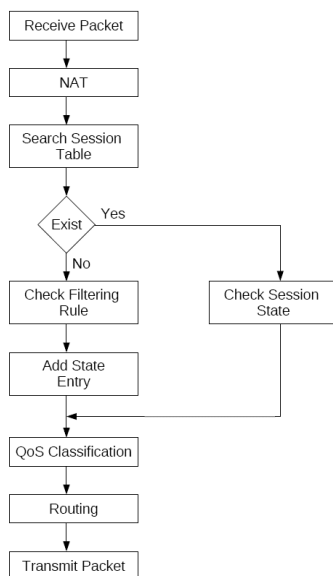 Receive Packet
NAT
Search Session
Table
Exist
Yes
No
Check Filtering
Rule
Check Session
State
Add State
Entry
QoS Classification
Routing
Transmit Packet